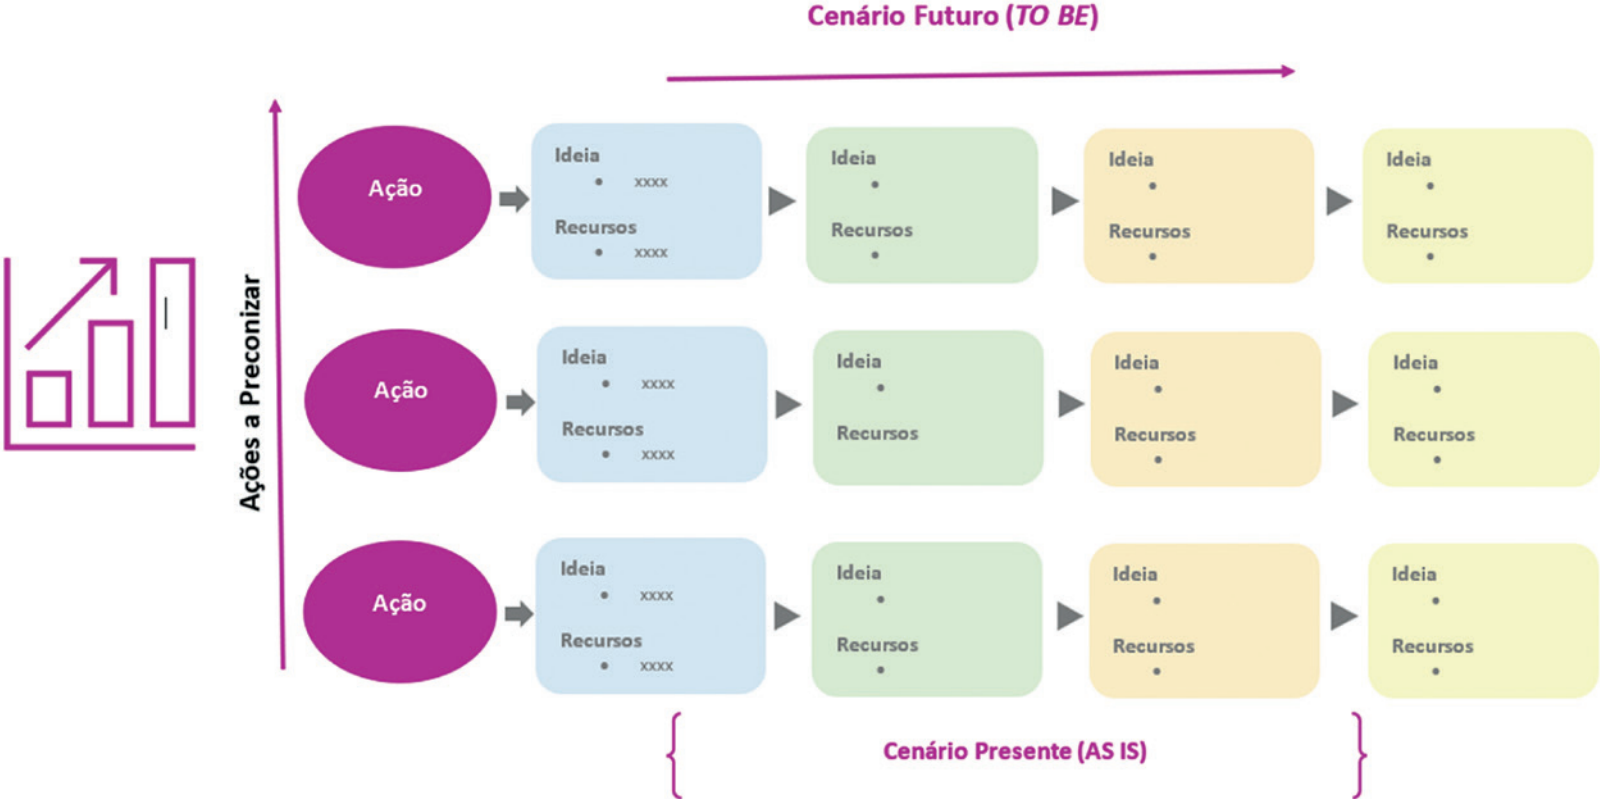 Cenário Futuro (TO BE)
Ações a Preconizar
Ação
Ideia
• xxxx
Recursos
• xxxx
Ideia
•
Recursos
•
Ideia
•
Recursos
•
Ideia
•
Recursos
•
Ação
Ideia
• xxxx
Recursos
• xxxx
Ideia
•
Recursos
Ideia
•
Recursos
•
Ideia
•
Recursos
•
Ação
Ideia
• xxxx
Recursos
• xxxx
Ideia
•
Recursos
•
Ideia
•
Recursos
•
Ideia
•
Recursos
•
Cenário Presente (AS IS)